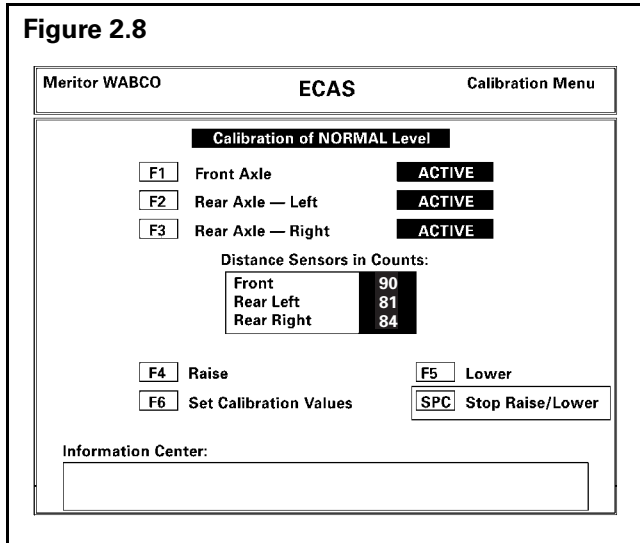 Figure 2.8
Meritor WABCO ECAS Calibration Menu
Calibration of NORMAL Level
F1 Front Axle ACTIVE
F2 Rear Axle — Left ACTIVE
F3 Rear Axle — Right ACTIVE
Distance Sensors in Counts:
Front 90
Rear Left 81
Rear Right 84
F4 Raise F5 Lower
F6 Set Calibration Values SPC Stop Raise/Lower
Information Center: